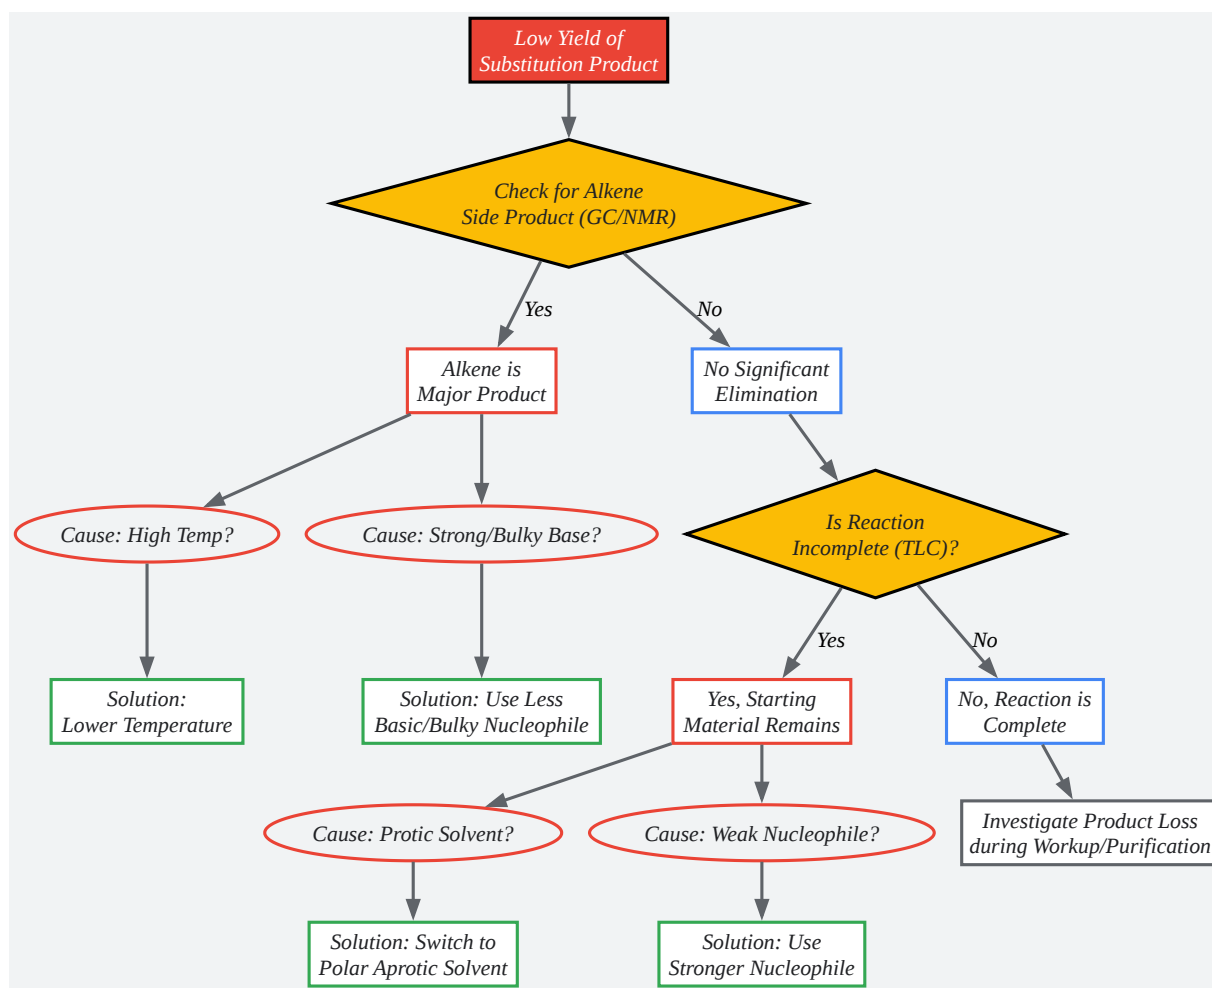 Low Yield of
Substitution Product
Check for Alkene
Side Product (GC/NMR)
Yes
No
Alkene is
Major Product
No Significant
Elimination
Cause: High Temp?
Cause: Strong/Bulky Base?
Is Reaction
Incomplete (TLC)?
Yes
No
Solution:
Lower Temperature
Solution: Use Less
Basic/Bulky Nucleophile
Yes, Starting
Material Remains
No, Reaction is
Complete
Cause: Protic Solvent?
Cause: Weak Nucleophile?
Investigate Product Loss
during Workup/Purification
Solution: Switch to
Polar Aprotic Solvent
Solution: Use
Stronger Nucleophile